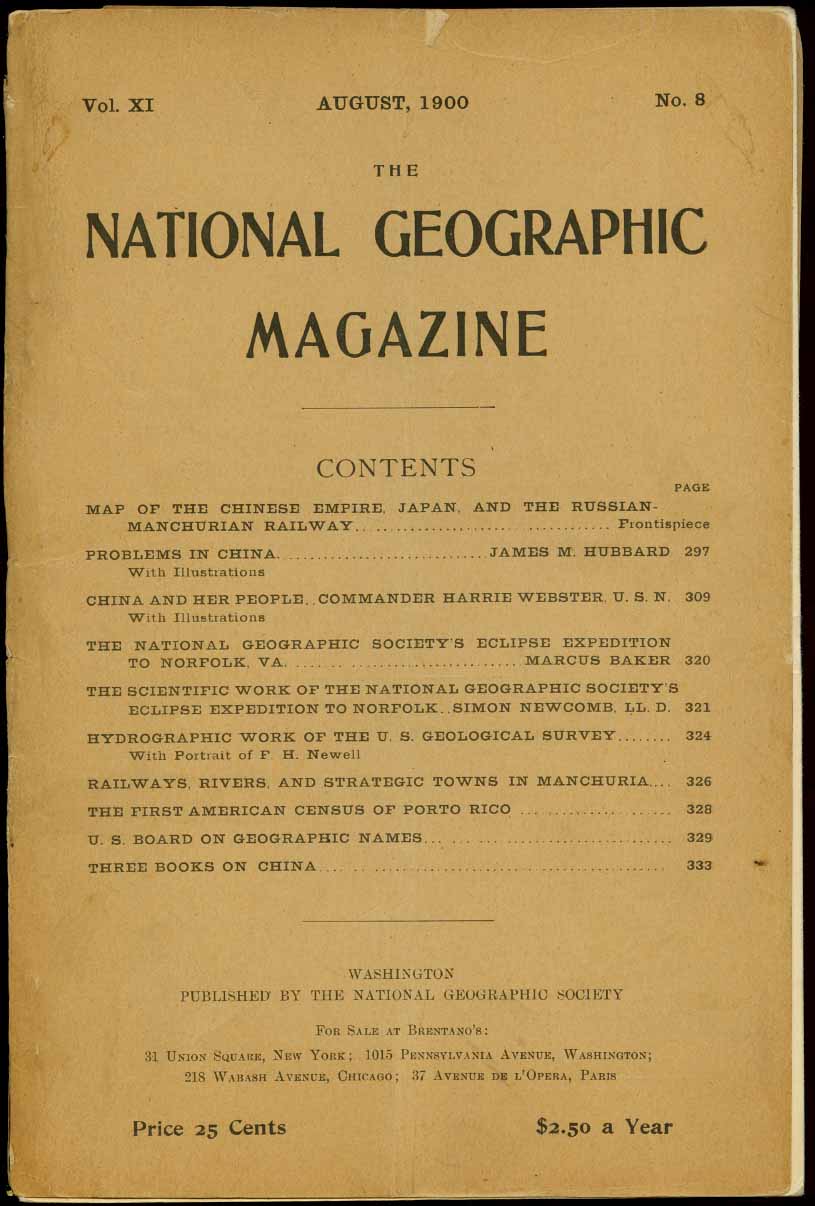 Vol. XI AUGUST, 1900 No. 8
THE
NATIONAL GEOGRAPHIC
MAGAZINE
CONTENTS
PAGE
MAP OF THE CHINESE EMPIRE, JAPAN, AND THE RUSSIAN-
MANCHURIAN RAILWAY.......................................... Frontispiece
PROBLEMS IN CHINA..............................JAMES M. HUBBARD 297
With Illustrations
CHINA AND HER PEOPLE..COMMANDER HARRIE WEBSTER, U. S. N. 309
With Illustrations
THE NATIONAL GEOGRAPHIC SOCIETY'S ECLIPSE EXPEDITION
TO NORFOLK, VA...................................MARCUS BAKER 320
THE SCIENTIFIC WORK OF THE NATIONAL GEOGRAPHIC SOCIETY'S
ECLIPSE EXPEDITION TO NORFOLK..SIMON NEWCOMB, LL. D. 321
HYDROGRAPHIC WORK OF THE U. S. GEOLOGICAL SURVEY........ 324
With Portrait of F. H. Newell
RAILWAYS, RIVERS, AND STRATEGIC TOWNS IN MANCHURIA.... 326
THE FIRST AMERICAN CENSUS OF PORTO RICO ...................... 328
U. S. BOARD ON GEOGRAPHIC NAMES.................................... 329
THREE BOOKS ON CHINA................................................... 333
WASHINGTON
PUBLISHED BY THE NATIONAL GEOGRAPHIC SOCIETY
FOR SALE AT BRENTANO'S:
31 UNION SQUARE, NEW YORK; 1015 PENNSYLVANIA AVENUE, WASHINGTON;
218 WABASH AVENUE, CHICAGO; 37 AVENUE DE L'OPERA, PARIS
Price 25 Cents $2.50 a Year